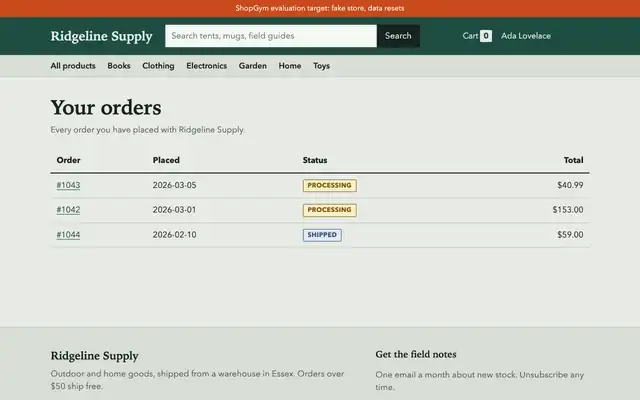 ShopGym evaluation target: fake store, data resets
Ridgeline Supply
Search tents, mugs, field guides
Search
Cart 0
Ada Lovelace
All products Books Clothing Electronics Garden Home Toys
Your orders
Every order you have placed with Ridgeline Supply.
Order Placed Status Total
#1043 2026-03-05 PROCESSING $40.99
#1042 2026-03-01 PROCESSING $153.00
#1044 2026-02-10 SHIPPED $59.00
Ridgeline Supply
Outdoor and home goods, shipped from a warehouse in Essex. Orders over
$50 ship free.
Get the field notes
One email a month about new stock. Unsubscribe any
time.